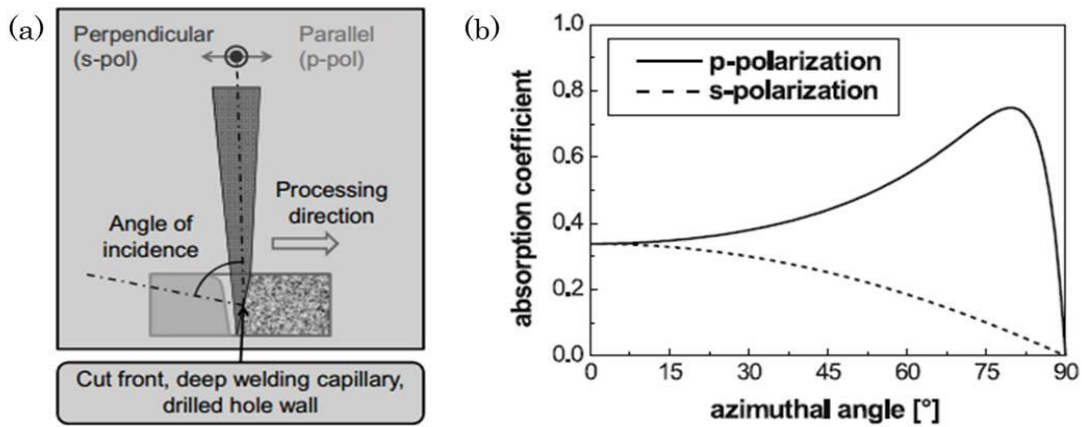 (a)
Perpendicular
(s-pol)
Parallel
(p-pol)
Processing
direction
Angle of
incidence
Cut front, deep welding capillary,
drilled hole wall
(b)
1.0
0.8
0.6
0.4
0.2
0.0
absorption coefficient
p-polarization
s-polarization
0 15 30 45 60 75 90
azimuthal angle [°]